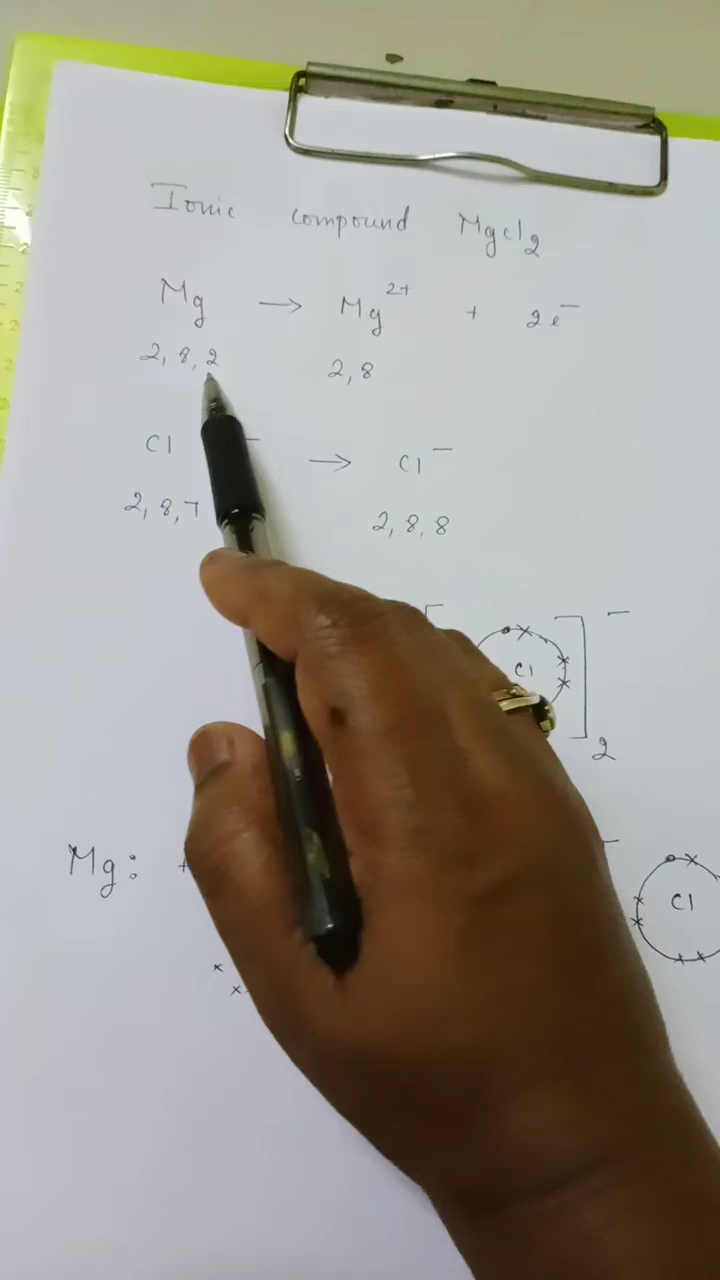 Ionic compound MgCl2
Mg → Mg2+ + 2e−
2, 8, 2 2, 8
Cl − → Cl−
2, 8, 7 2, 8, 8
Cl − 2
Mg: + Cl −